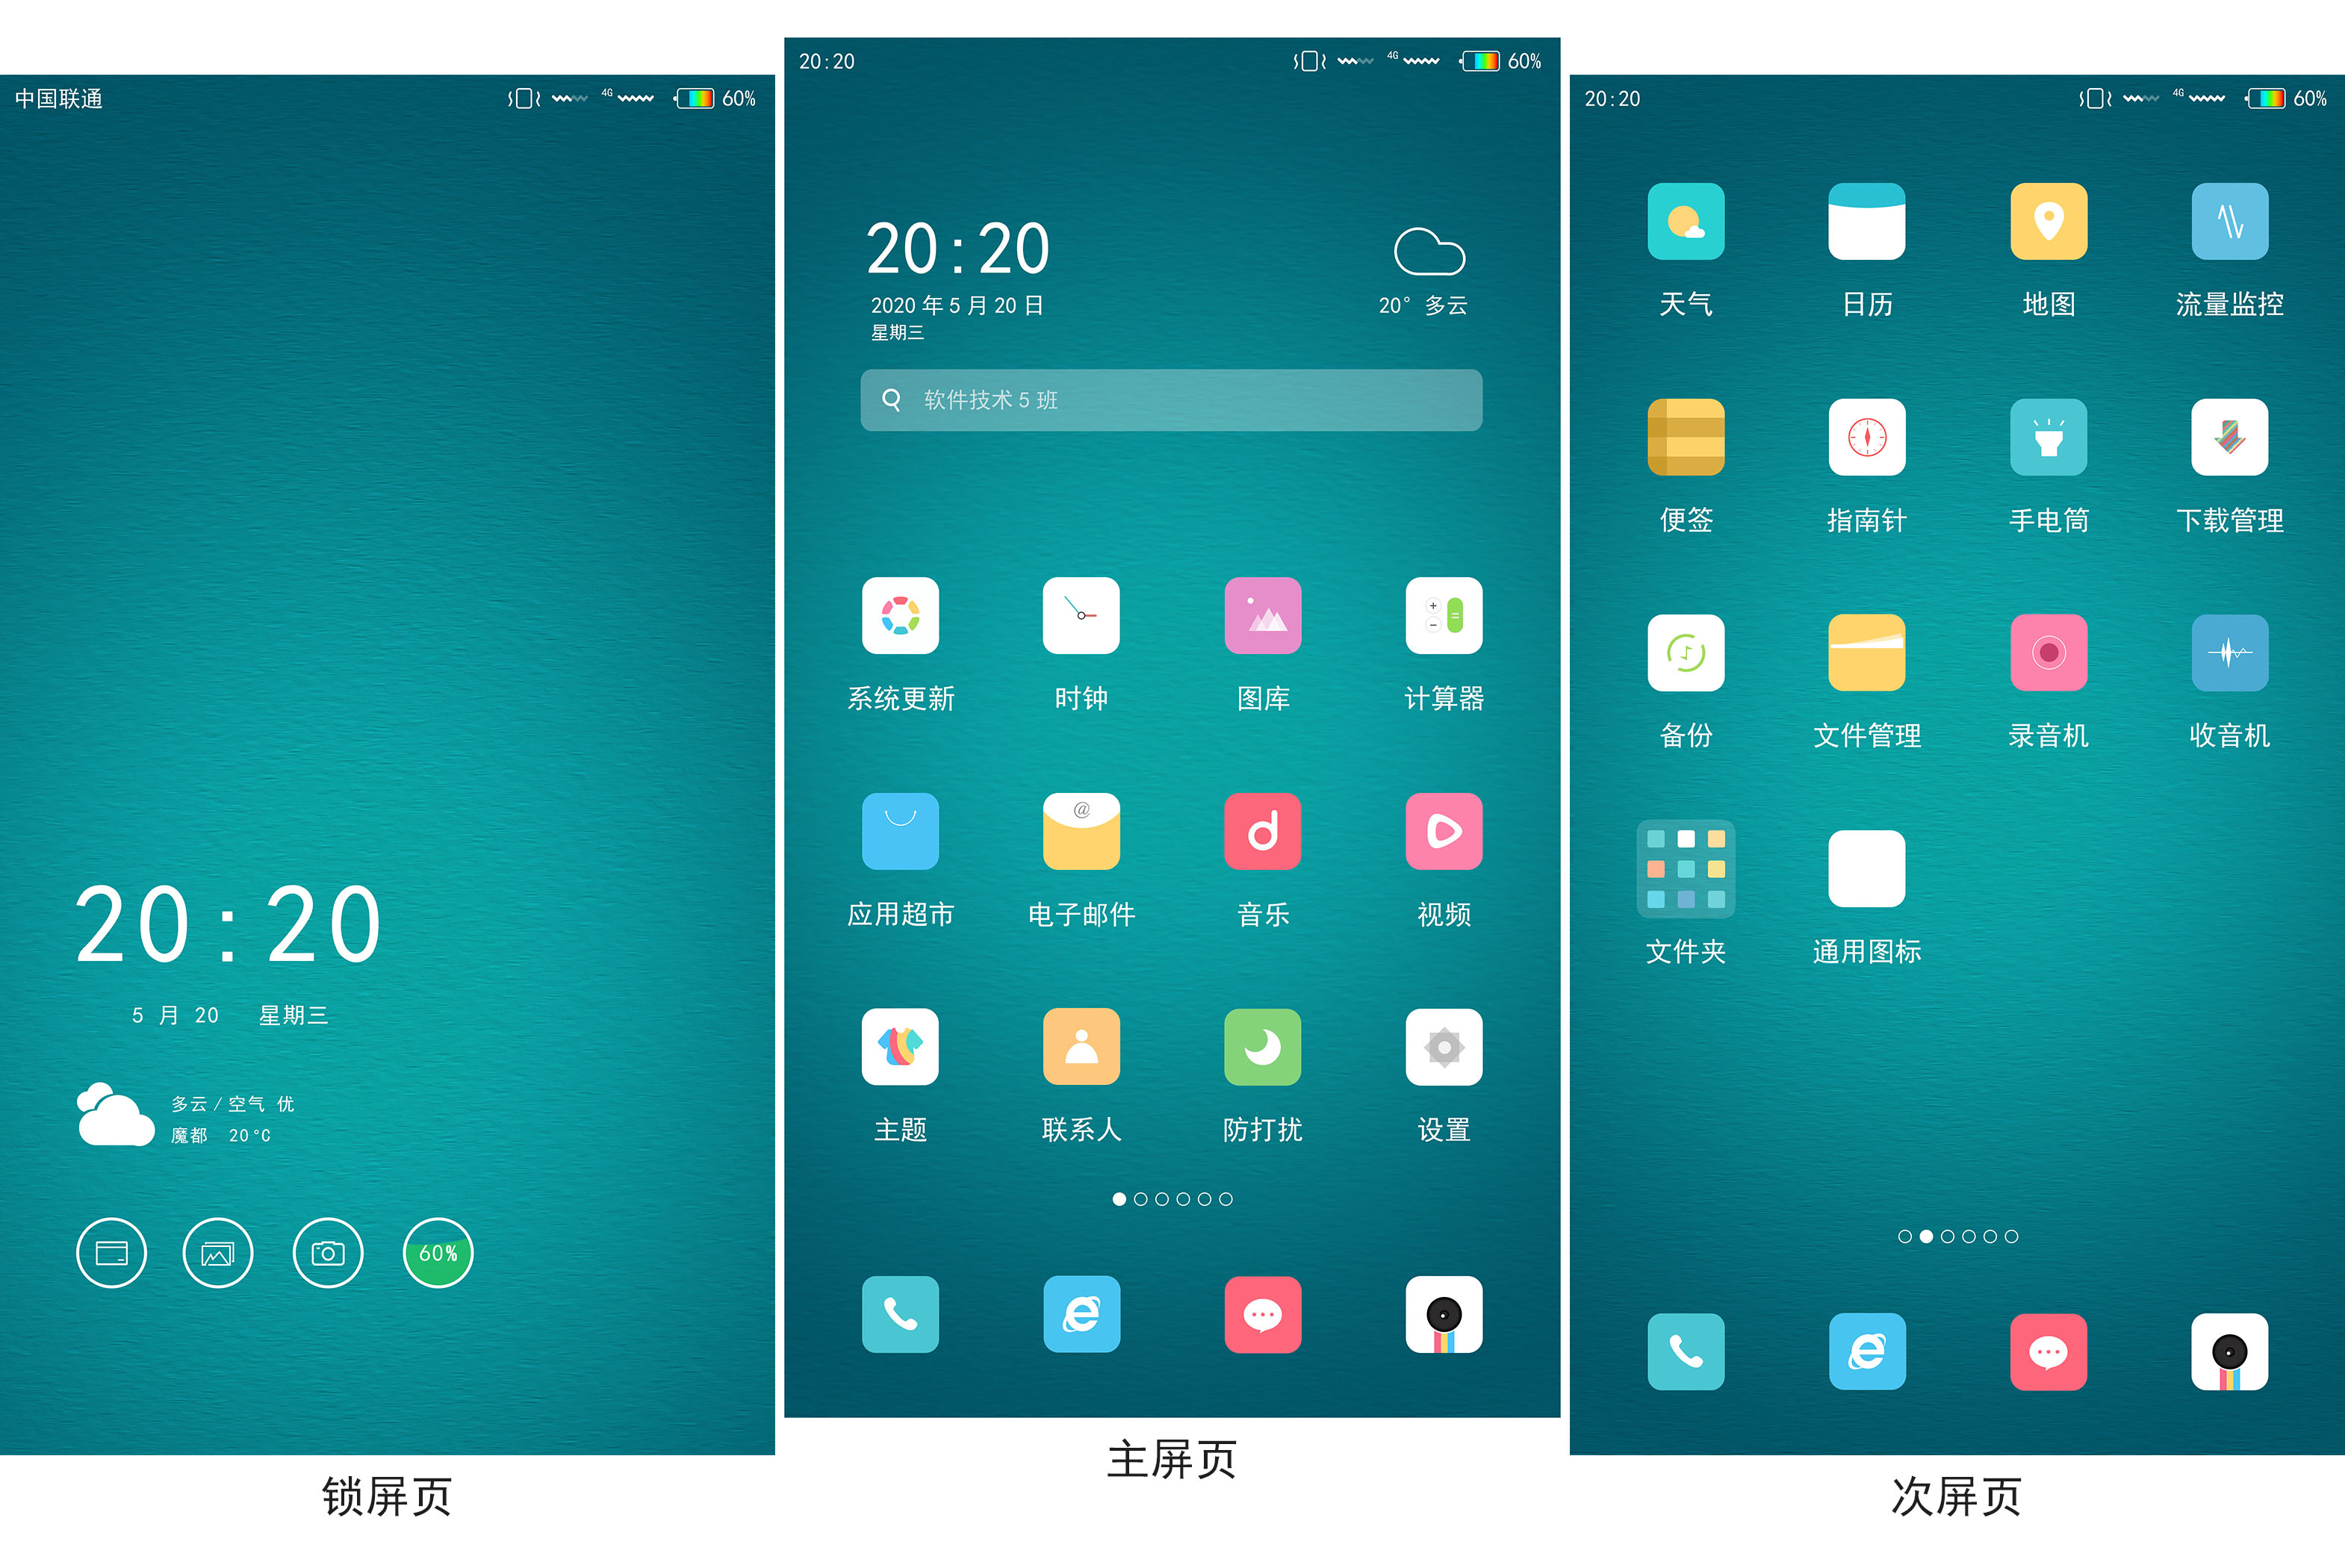 中国联通
4G
60%
20:20
5 月 20 星期三
多云 / 空气 优
魔都 20°C
60%
锁屏页
20:20
4G
60%
20:20
2020 年 5 月 20 日
星期三
20° 多云
软件技术 5 班
系统更新 时钟 图库 计算器
@
应用超市 电子邮件 音乐 视频
主题 联系人 防打扰 设置
主屏页
20:20
4G
60%
天气 日历 地图 流量监控
便签 指南针 手电筒 下载管理
备份 文件管理 录音机 收音机
文件夹 通用图标
次屏页